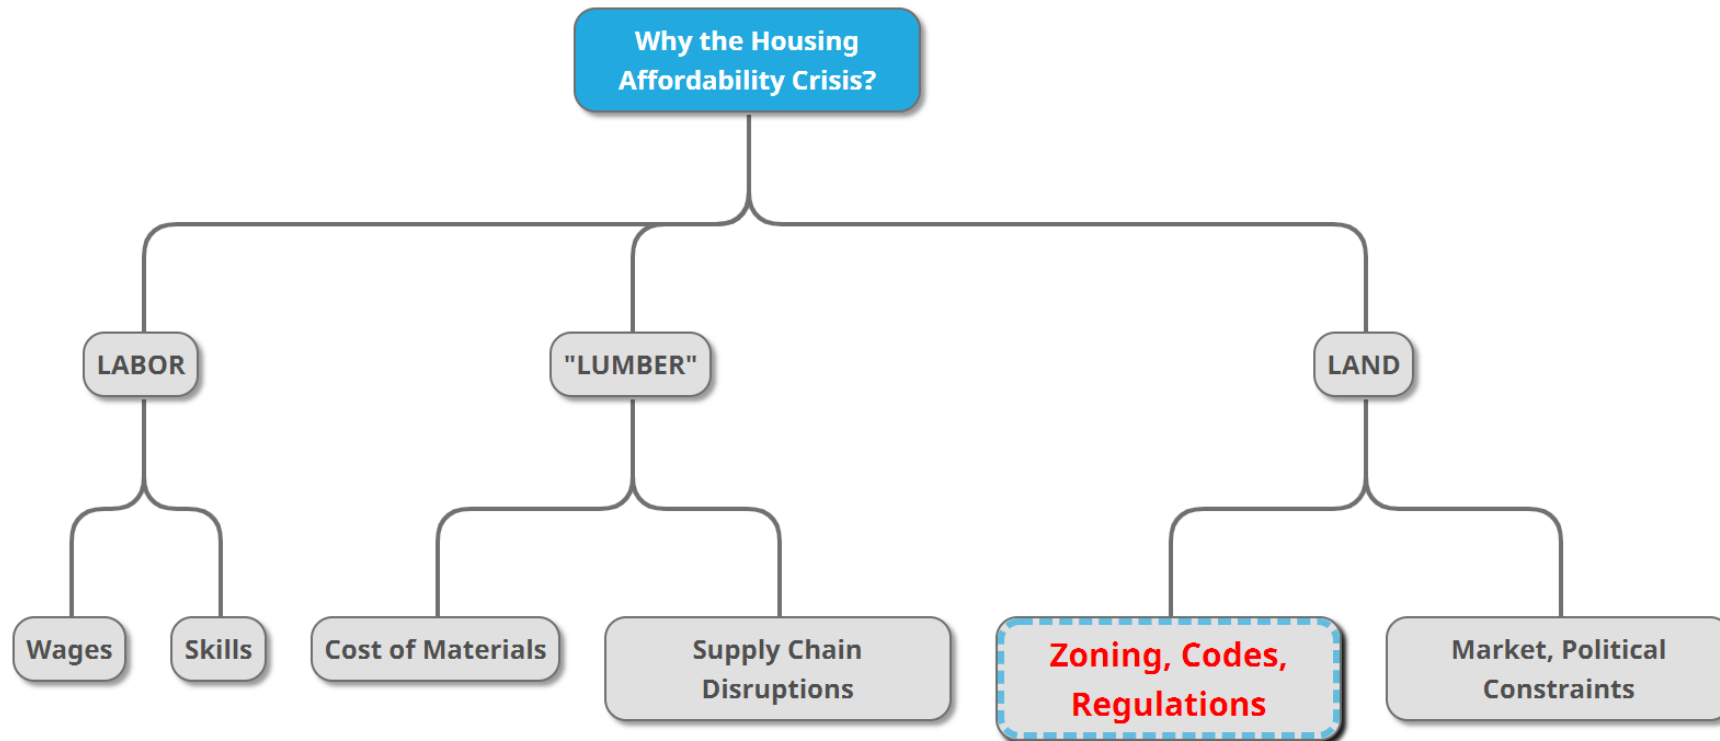 Why the Housing
Affordability Crisis?
LABOR
"LUMBER"
LAND
Wages
Skills
Cost of Materials
Supply Chain
Disruptions
Zoning, Codes,
Regulations
Market, Political
Constraints